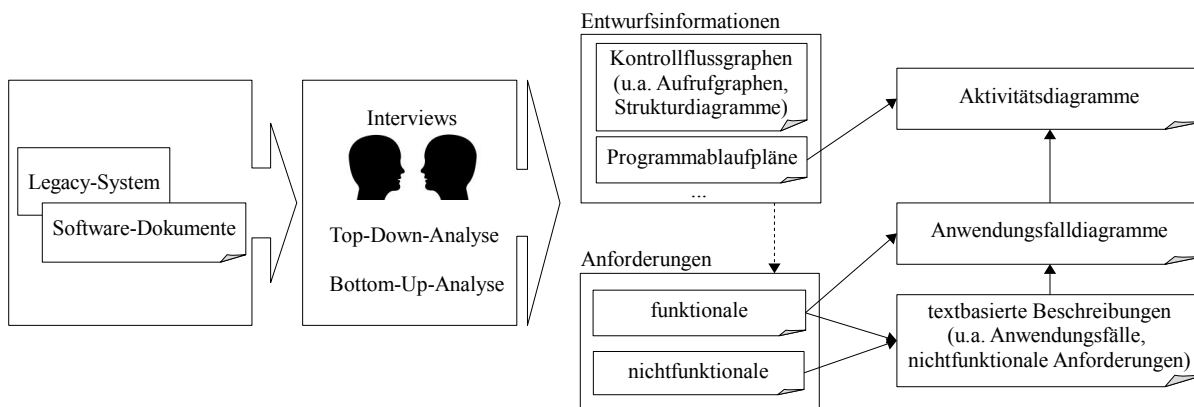 Legacy-System
Software-Dokumente
Interviews
Top-Down-Analyse
Bottom-Up-Analyse
Entwurfsinformationen
Kontrollflussgraphen
(u.a. Aufrufgraphen,
Strukturdiagramme)
Programmablaufpläne
...
Anforderungen
funktionale
nichtfunktionale
Aktivitätsdiagramme
Anwendungsfalldiagramme
textbasierte Beschreibungen
(u.a. Anwendungsfälle,
nichtfunktionale Anforderungen)